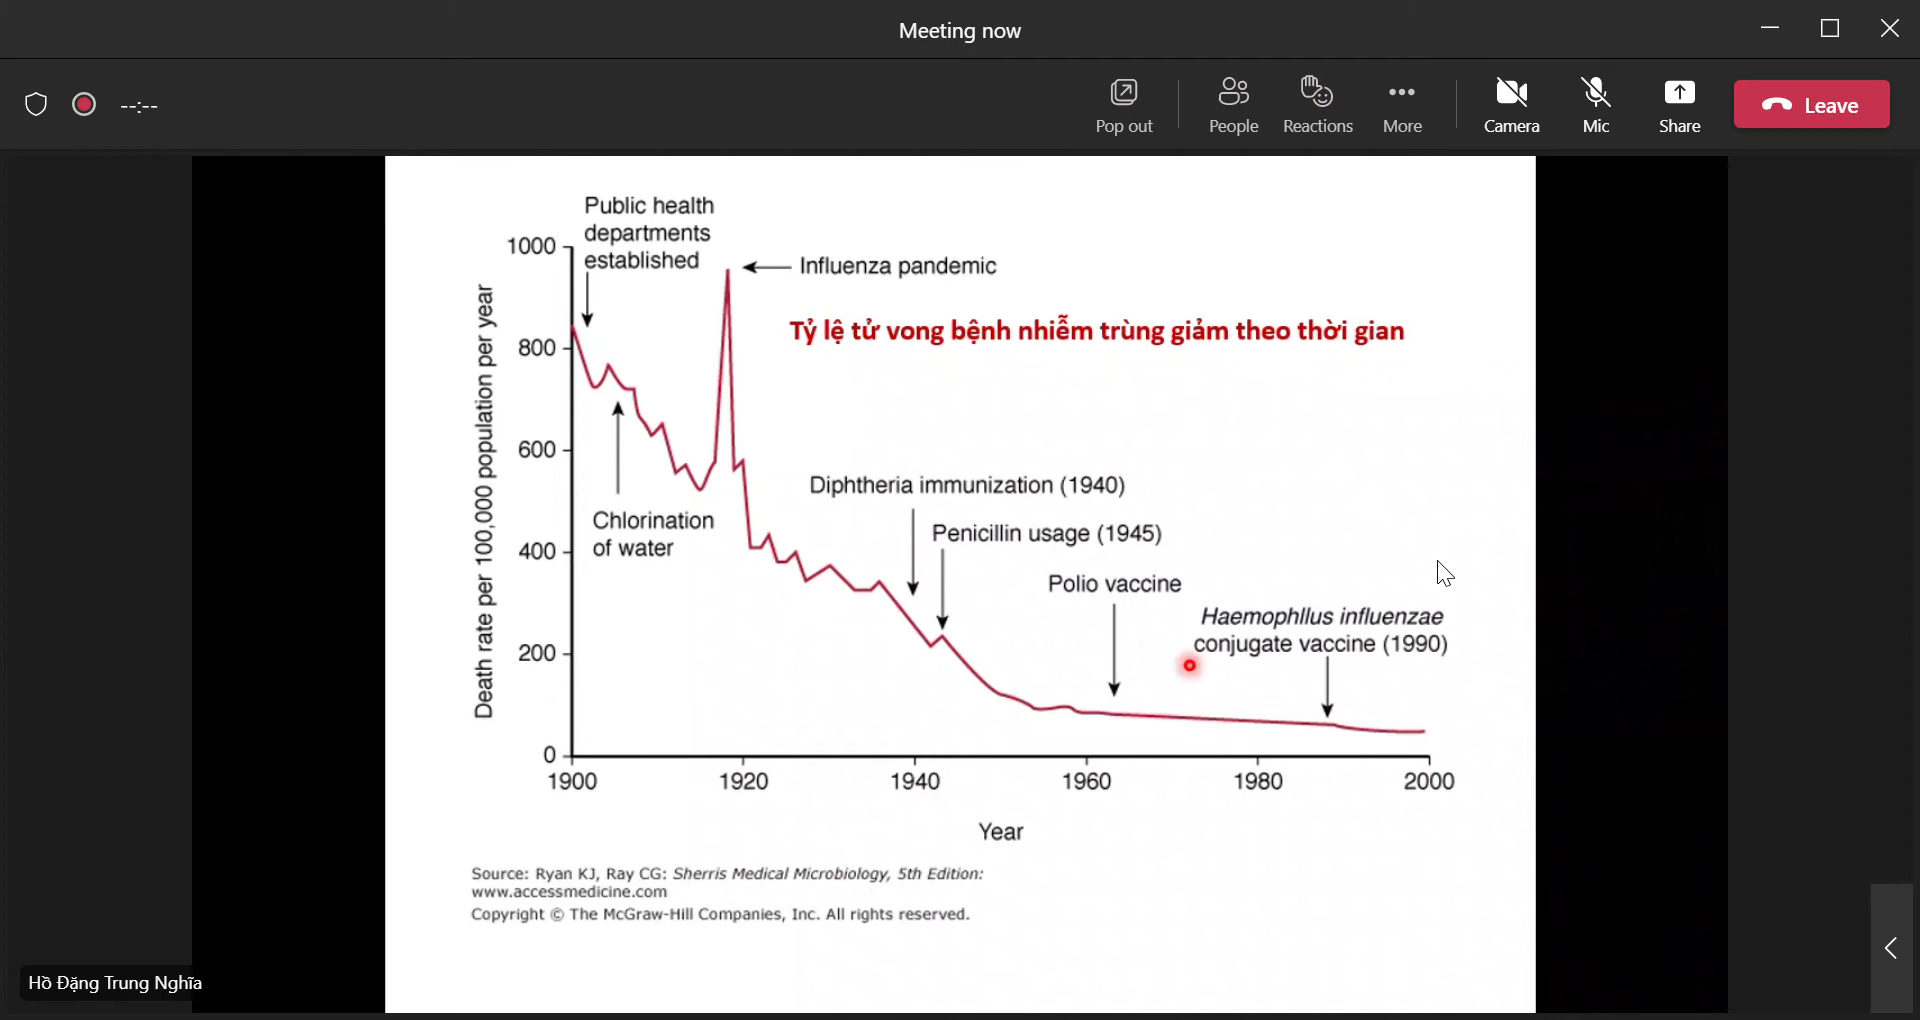 Meeting now
--:--
Pop out
People
Reactions
More
Camera
Mic
Share
Leave
Public health
departments
established
Influenza pandemic
Tỷ lệ tử vong bệnh nhiễm trùng giảm theo thời gian
Chlorination
of water
Diphtheria immunization (1940)
Penicillin usage (1945)
Polio vaccine
Haemophllus influenzae
conjugate vaccine (1990)
Death rate per 100,000 population per year
1000
800
600
400
200
0
1900 1920 1940 1960 1980 2000
Year
Source: Ryan KJ, Ray CG: Sherris Medical Microbiology, 5th Edition:
www.accessmedicine.com
Copyright © The McGraw-Hill Companies, Inc. All rights reserved.
Hồ Đặng Trung Nghĩa